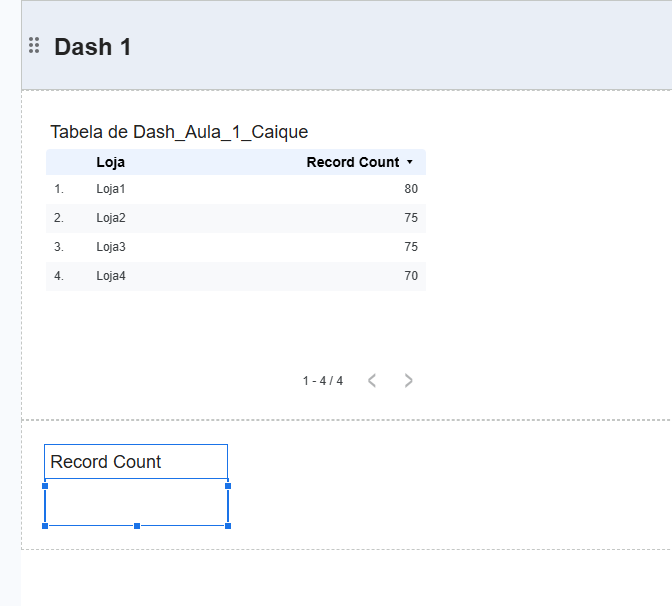 Dash 1
Tabela de Dash_Aula_1_Caique
Loja Record Count
1. Loja1 80
2. Loja2 75
3. Loja3 75
4. Loja4 70
1 - 4 / 4
Record Count